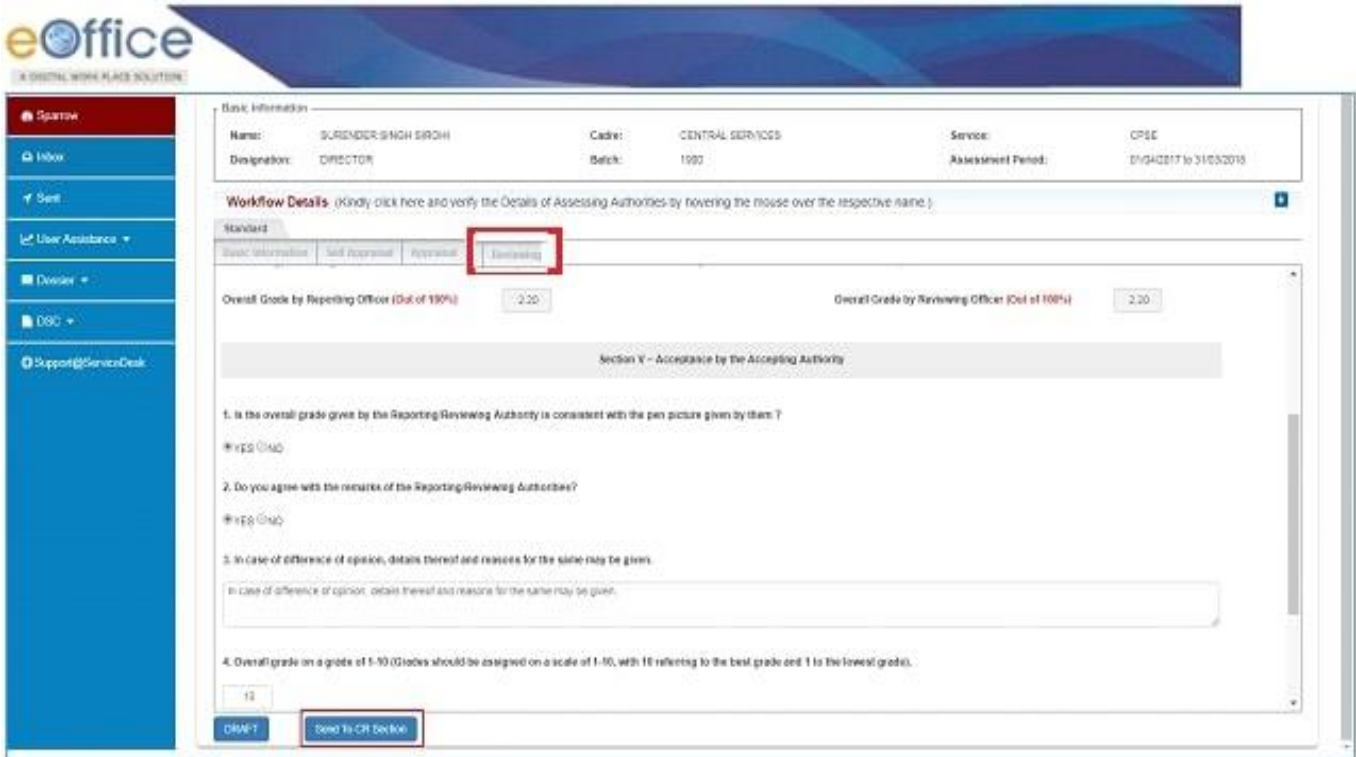 eOffice
A DIGITAL WORK PLACE SOLUTION
Sparrow
Inbox
Sent
User Assistance
Dossier
DSC
Support@ServiceDesk
Basic Information
Name: SURENDER SINGH SIROHI Cadre: CENTRAL SERVICES Service: CPSE
Designation: DIRECTOR Batch: Assessment Period: 01/04/2017 to 31/03/2018
Workflow Details (Kindly click here and verify the Details of Assessing Authorities by hovering the mouse over the respective name.)
Standard
Basic Information Self Appraisal Appraisal Reviewing
Overall Grade by Reporting Officer (Out of 100%) 2.20 Overall Grade by Reviewing Officer (Out of 100%) 2.20
Section V - Acceptance by the Accepting Authority
1. Is the overall grade given by the Reporting/Reviewing Authority is consistent with the pen picture given by them ?
YES NO
2. Do you agree with the remarks of the Reporting/Reviewing Authorities?
YES NO
3. In case of difference of opinion, details thereof and reasons for the same may be given.
In case of difference of opinion, details thereof and reasons for the same may be given.
4. Overall grade on a grade of 1-10 (Grades should be assigned on a scale of 1-10, with 10 referring to the best grade and 1 to the lowest grade).
DRAFT Send To CR Section